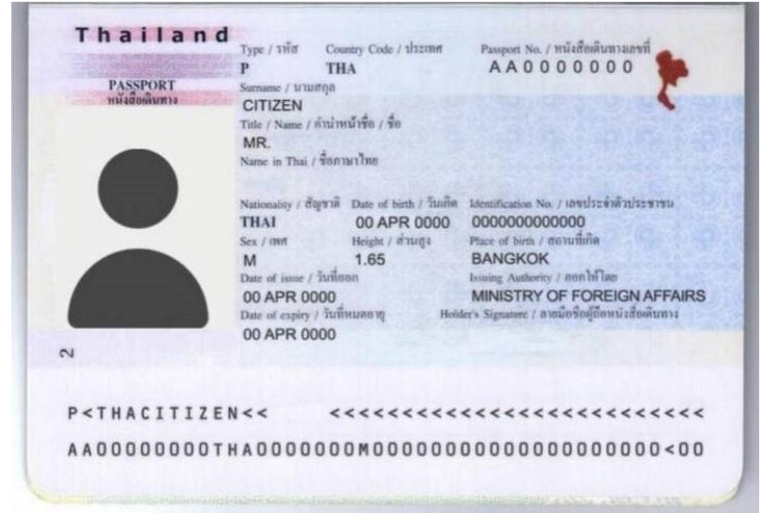 Thailand
PASSPORT
หนังสือเดินทาง
Type / รหัส Country Code / ประเทศ Passport No. / หนังสือเดินทางเลขที่
P THA AA0000000
Surname / นามสกุล
CITIZEN
Title / Name / คำนำหน้าชื่อ / ชื่อ
MR.
Name in Thai / ชื่อภาษาไทย
Nationality / สัญชาติ Date of birth / วันเกิด Identification No. / เลขประจำตัวประชาชน
THAI 00 APR 0000 0000000000000
Sex / เพศ Height / ส่วนสูง Place of birth / สถานที่เกิด
M 1.65 BANGKOK
Date of issue / วันที่ออก Issuing Authority / ออกให้โดย
00 APR 0000 MINISTRY OF FOREIGN AFFAIRS
Date of expiry / วันที่หมดอายุ Holder's Signature / ลายมือชื่อผู้ถือหนังสือเดินทาง
00 APR 0000
2
P<THACITIZEN<< <<<<<<<<<<<<<<<<<<<<<<<<<<<
AA00000000THA0000000M00000000000000000000000<00